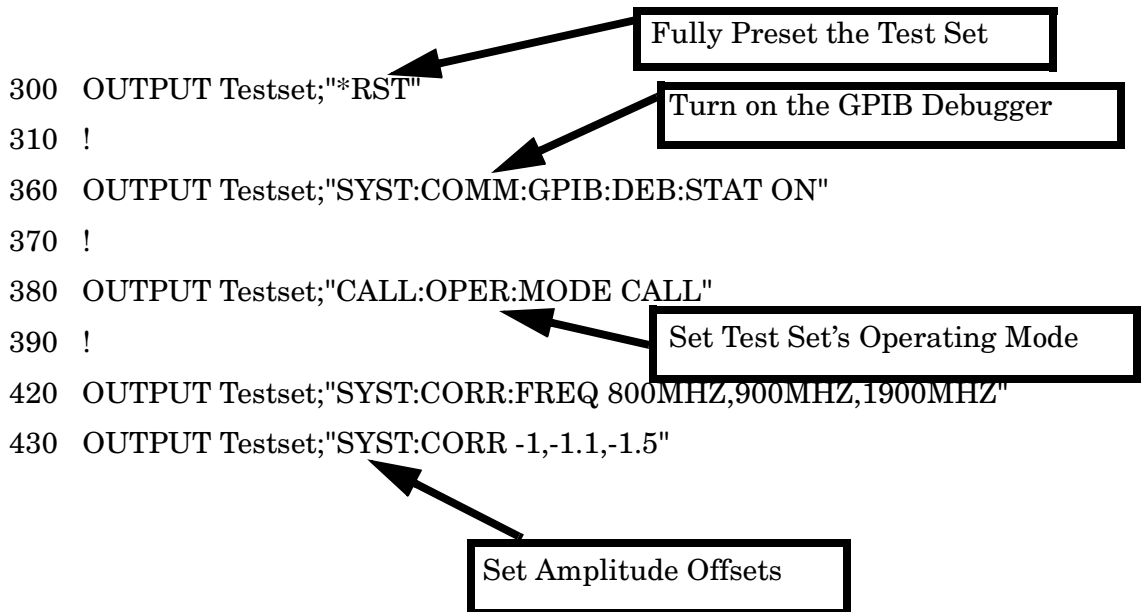 Fully Preset the Test Set
300 OUTPUT Testset;"*RST"
Turn on the GPIB Debugger
310 !
360 OUTPUT Testset;"SYST:COMM:GPIB:DEB:STAT ON"
370 !
380 OUTPUT Testset;"CALL:OPER:MODE CALL"
Set Test Set’s Operating Mode
390 !
420 OUTPUT Testset;"SYST:CORR:FREQ 800MHZ,900MHZ,1900MHZ"
430 OUTPUT Testset;"SYST:CORR -1,-1.1,-1.5"
Set Amplitude Offsets